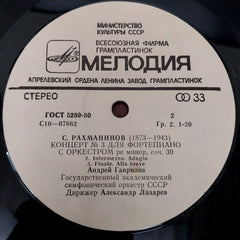 МИНИСТЕРСТВО
КУЛЬТУРЫ СССР
ВСЕСОЮЗНАЯ ФИРМА
ГРАМПЛАСТИНОК
МЕЛОДИЯ
АПРЕЛЕВСКИЙ ОРДЕНА ЛЕНИНА ЗАВОД ГРАМПЛАСТИНОК
СТЕРЕО 33
ГОСТ 5289-80 2
С10-07662 Гр. 2. 1-20
С. РАХМАНИНОВ (1873—1943)
КОНЦЕРТ № 3 ДЛЯ ФОРТЕПИАНО
С ОРКЕСТРОМ ре минор, соч. 30
2. Intermezzo. Adagio
3. Finale. Alla breve
Андрей Гаврилов
Государственный академический
симфонический оркестр СССР
Дирижер Александр Лазарев